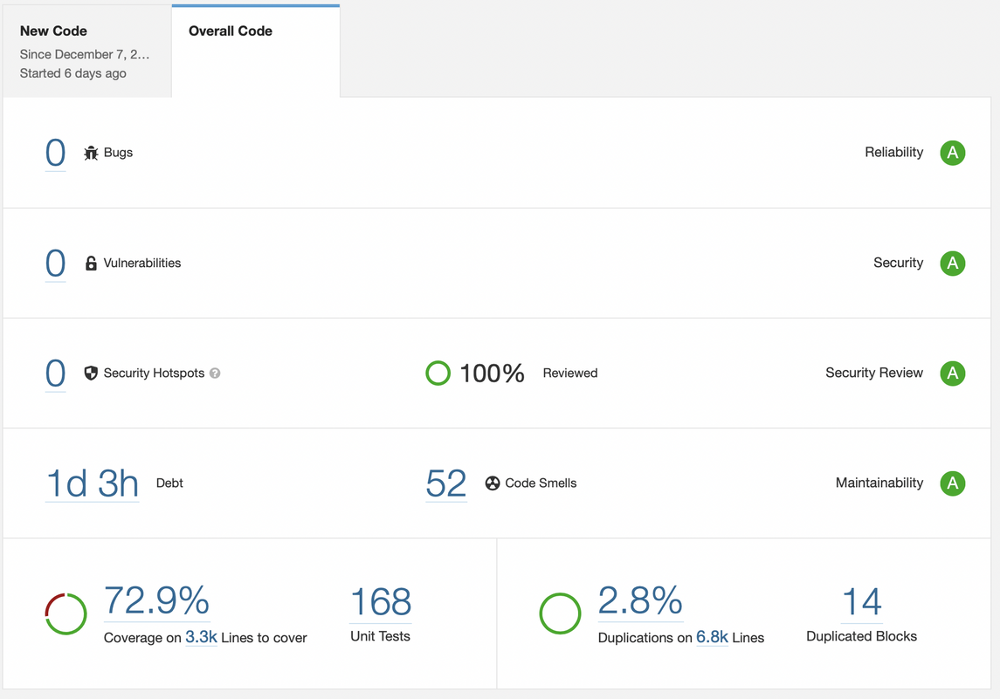 New Code
Since December 7, 2...
Started 6 days ago
Overall Code
0 Bugs Reliability A
0 Vulnerabilities Security A
0 Security Hotspots ? 100% Reviewed Security Review A
1d 3h Debt 52 Code Smells Maintainability A
72.9% 168 2.8% 14
Coverage on 3.3k Lines to cover Unit Tests Duplications on 6.8k Lines Duplicated Blocks